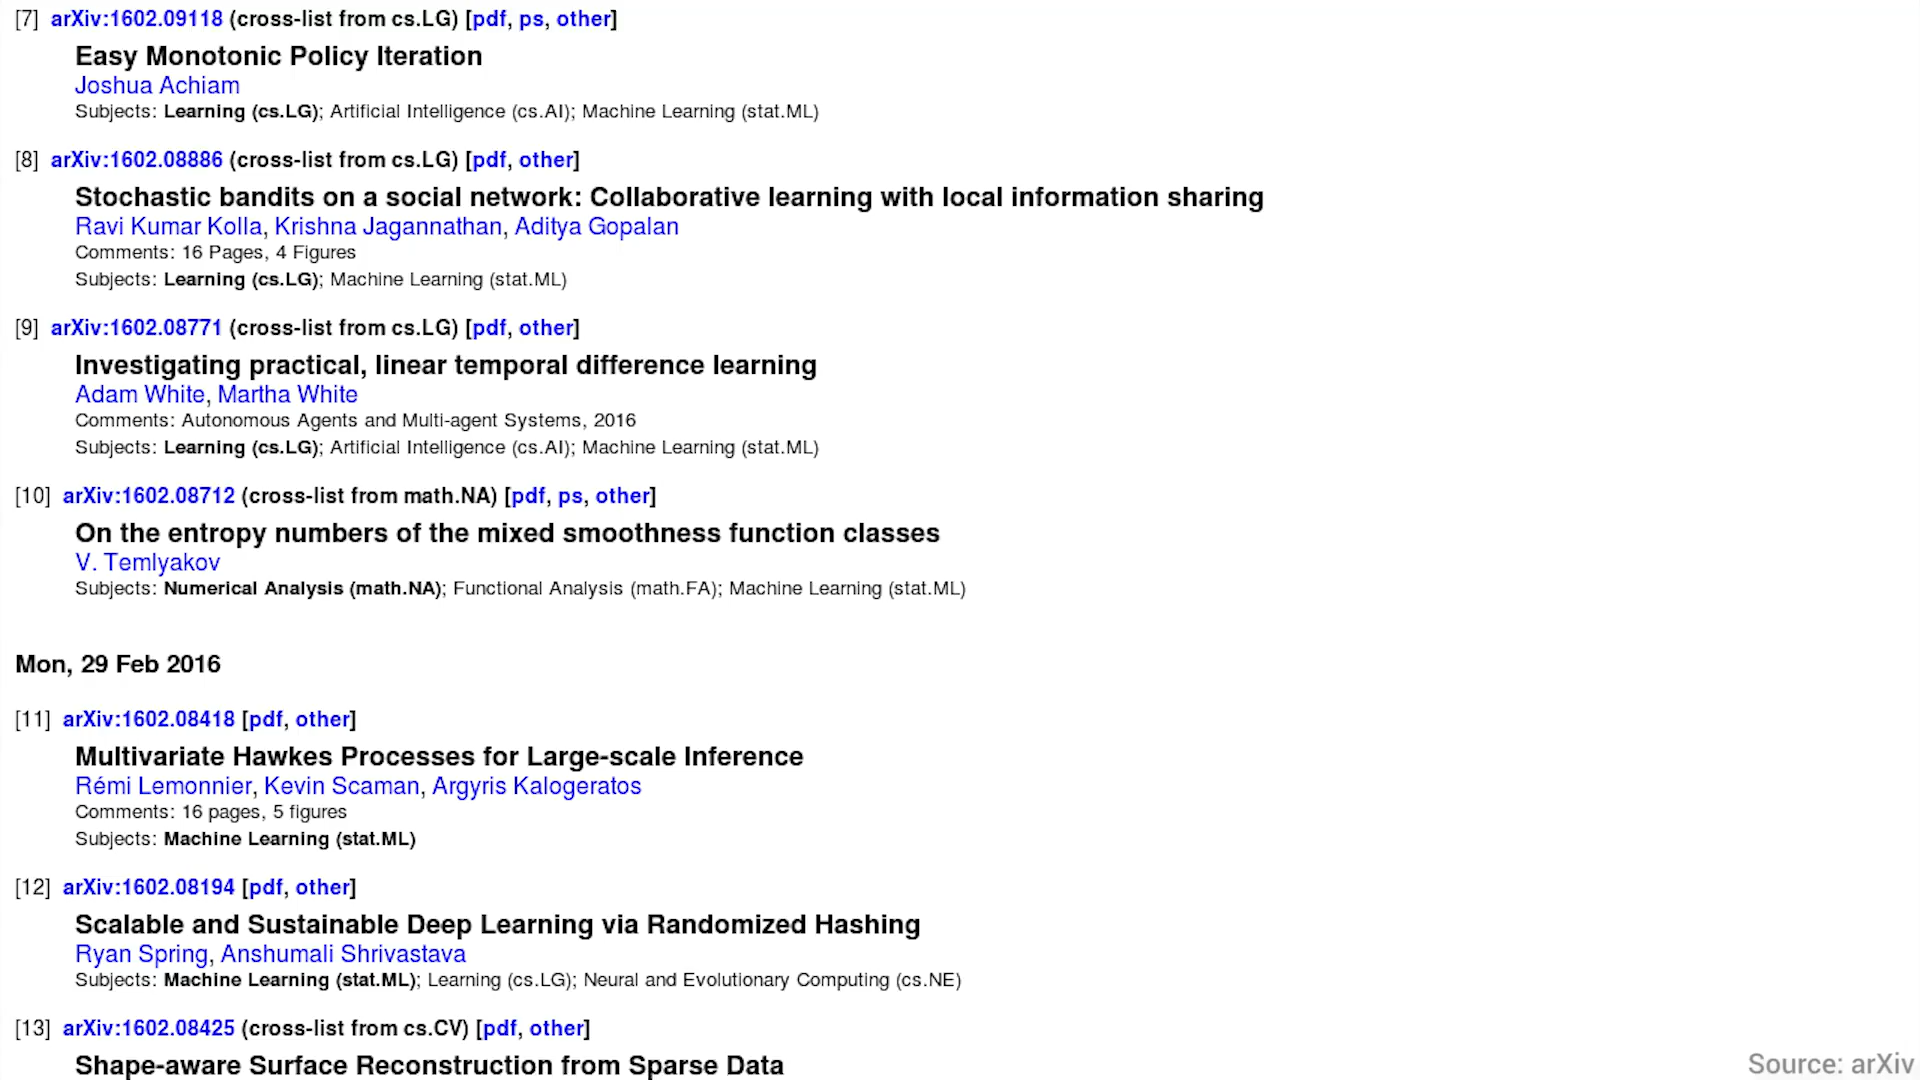 [7] arXiv:1602.09118 (cross-list from cs.LG) [pdf, ps, other]
Easy Monotonic Policy Iteration
Joshua Achiam
Subjects: Learning (cs.LG); Artificial Intelligence (cs.AI); Machine Learning (stat.ML)
[8] arXiv:1602.08886 (cross-list from cs.LG) [pdf, other]
Stochastic bandits on a social network: Collaborative learning with local information sharing
Ravi Kumar Kolla, Krishna Jagannathan, Aditya Gopalan
Comments: 16 Pages, 4 Figures
Subjects: Learning (cs.LG); Machine Learning (stat.ML)
[9] arXiv:1602.08771 (cross-list from cs.LG) [pdf, other]
Investigating practical, linear temporal difference learning
Adam White, Martha White
Comments: Autonomous Agents and Multi-agent Systems, 2016
Subjects: Learning (cs.LG); Artificial Intelligence (cs.AI); Machine Learning (stat.ML)
[10] arXiv:1602.08712 (cross-list from math.NA) [pdf, ps, other]
On the entropy numbers of the mixed smoothness function classes
V. Temlyakov
Subjects: Numerical Analysis (math.NA); Functional Analysis (math.FA); Machine Learning (stat.ML)
Mon, 29 Feb 2016
[11] arXiv:1602.08418 [pdf, other]
Multivariate Hawkes Processes for Large-scale Inference
Rémi Lemonnier, Kevin Scaman, Argyris Kalogeratos
Comments: 16 pages, 5 figures
Subjects: Machine Learning (stat.ML)
[12] arXiv:1602.08194 [pdf, other]
Scalable and Sustainable Deep Learning via Randomized Hashing
Ryan Spring, Anshumali Shrivastava
Subjects: Machine Learning (stat.ML); Learning (cs.LG); Neural and Evolutionary Computing (cs.NE)
[13] arXiv:1602.08425 (cross-list from cs.CV) [pdf, other]
Shape-aware Surface Reconstruction from Sparse Data
Source: arXiv